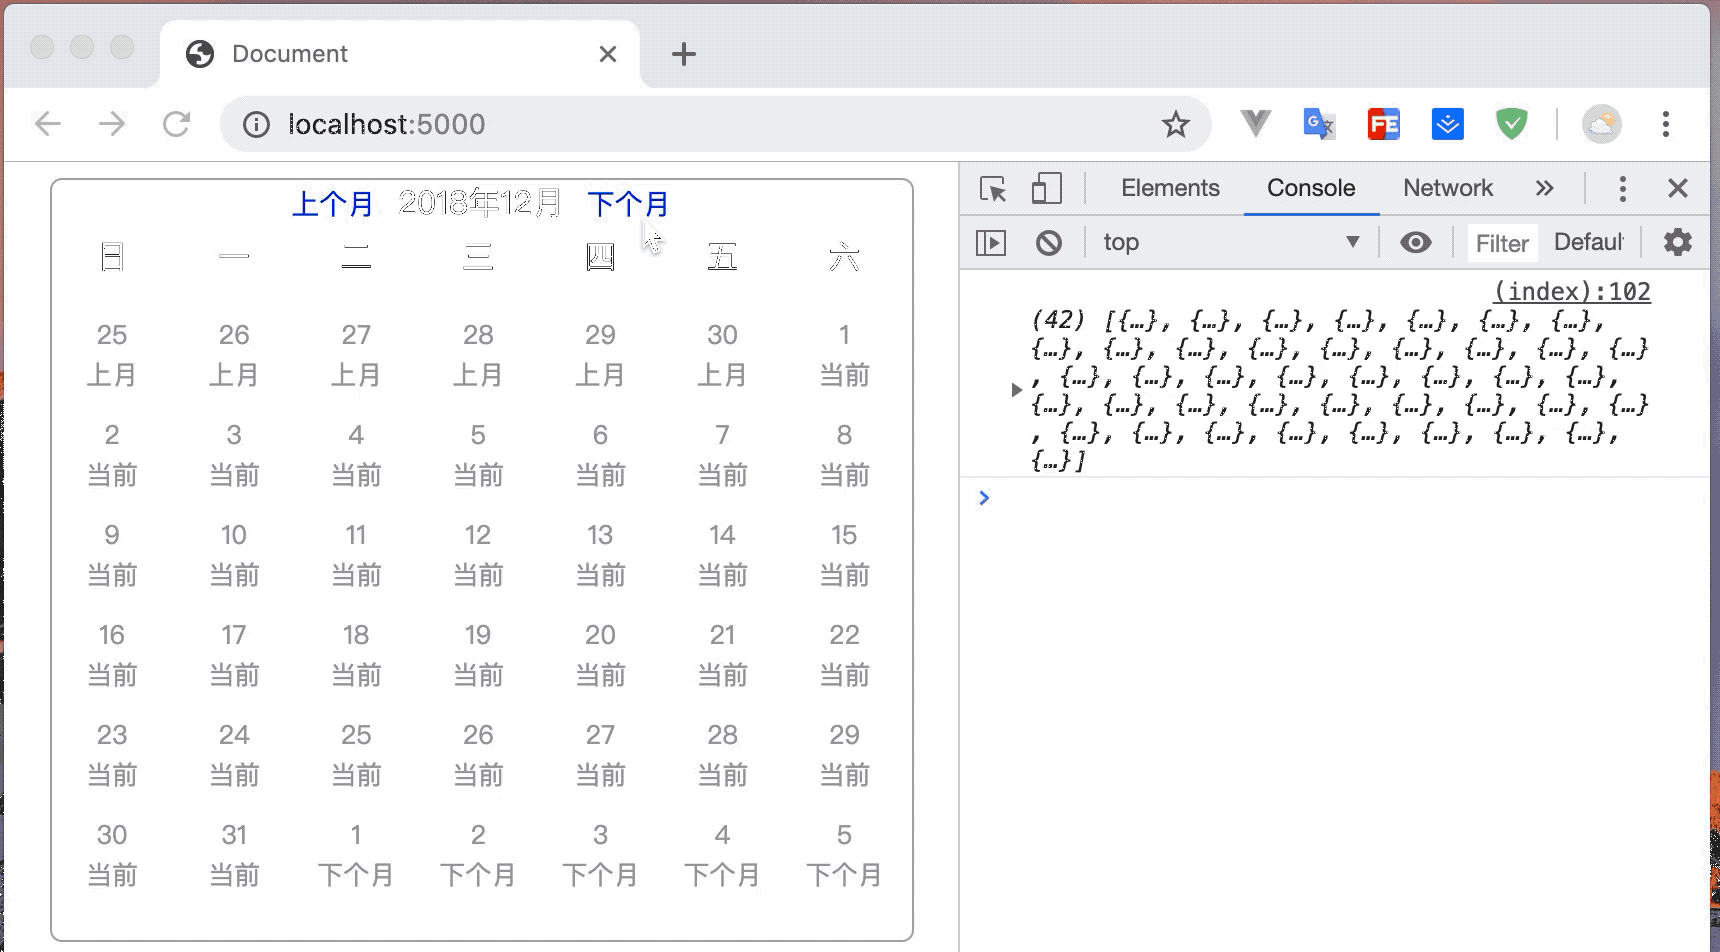 Document
localhost:5000
上个月 2018年12月 下个月
日 一 二 三 四 五 六
25 26 27 28 29 30 1
上月 上月 上月 上月 上月 上月 当前
2 3 4 5 6 7 8
当前 当前 当前 当前 当前 当前 当前
9 10 11 12 13 14 15
当前 当前 当前 当前 当前 当前 当前
16 17 18 19 20 21 22
当前 当前 当前 当前 当前 当前 当前
23 24 25 26 27 28 29
当前 当前 当前 当前 当前 当前 当前
30 31 1 2 3 4 5
当前 当前 下个月 下个月 下个月 下个月 下个月
Elements Console Network
top Filter Defaul
(index):102
(42) [{…}, {…}, {…}, {…}, {…}, {…}, {…},
{…}, {…}, {…}, {…}, {…}, {…}, {…}, {…}, {…}
, {…}, {…}, {…}, {…}, {…}, {…}, {…}, {…},
{…}, {…}, {…}, {…}, {…}, {…}, {…}, {…}, {…}
, {…}, {…}, {…}, {…}, {…}, {…}, {…}, {…},
{…}]